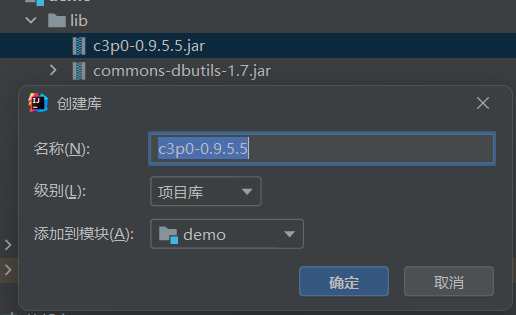 demo
lib
c3p0-0.9.5.5.jar
commons-dbutils-1.7.jar
创建库
名称(N):
c3p0-0.9.5.5
级别(L):
项目库
添加到模块(A):
demo
确定
取消